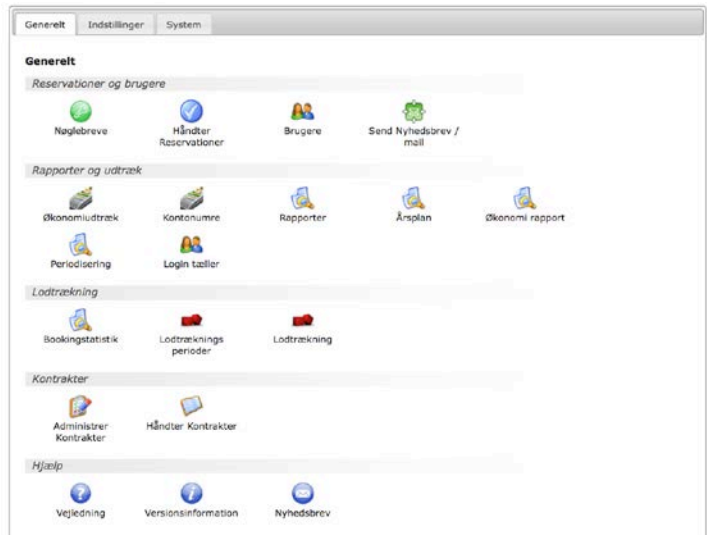 Generelt Indstillinger System
Generelt
Reservationer og brugere
Nøglebreve Håndter Reservationer Brugere Send Nyhedsbrev / mail
Rapporter og udtræk
Økonomiudtræk Kontonumre Rapporter Årsplan Økonomi rapport
Periodisering Login tæller
Lodtrækning
Bookingstatistik Lodtræknings perioder Lodtrækning
Kontrakter
Administrer Kontrakter Håndter Kontrakter
Hjælp
Vejledning Versionsinformation Nyhedsbrev